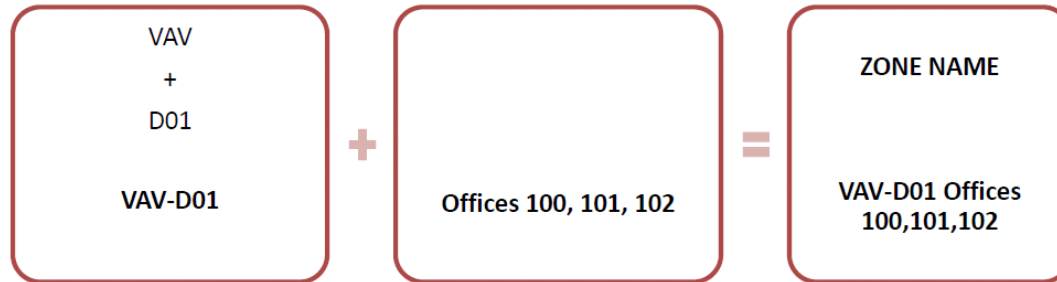 VAV
+
D01
VAV-D01
+
Offices 100, 101, 102
=
ZONE NAME
VAV-D01 Offices
100,101,102